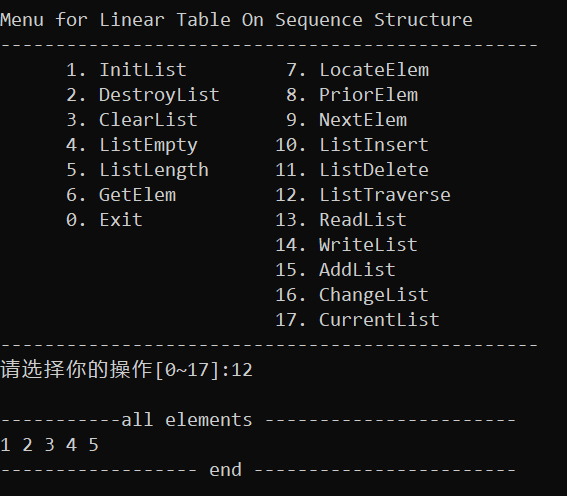 Menu for Linear Table On Sequence Structure
-------------------------------------------------
1. InitList 7. LocateElem
2. DestroyList 8. PriorElem
3. ClearList 9. NextElem
4. ListEmpty 10. ListInsert
5. ListLength 11. ListDelete
6. GetElem 12. ListTraverse
0. Exit 13. ReadList
14. WriteList
15. AddList
16. ChangeList
17. CurrentList
-------------------------------------------------
请选择你的操作[0~17]:12
-----------all elements -----------------------
1 2 3 4 5
------------------ end ------------------------